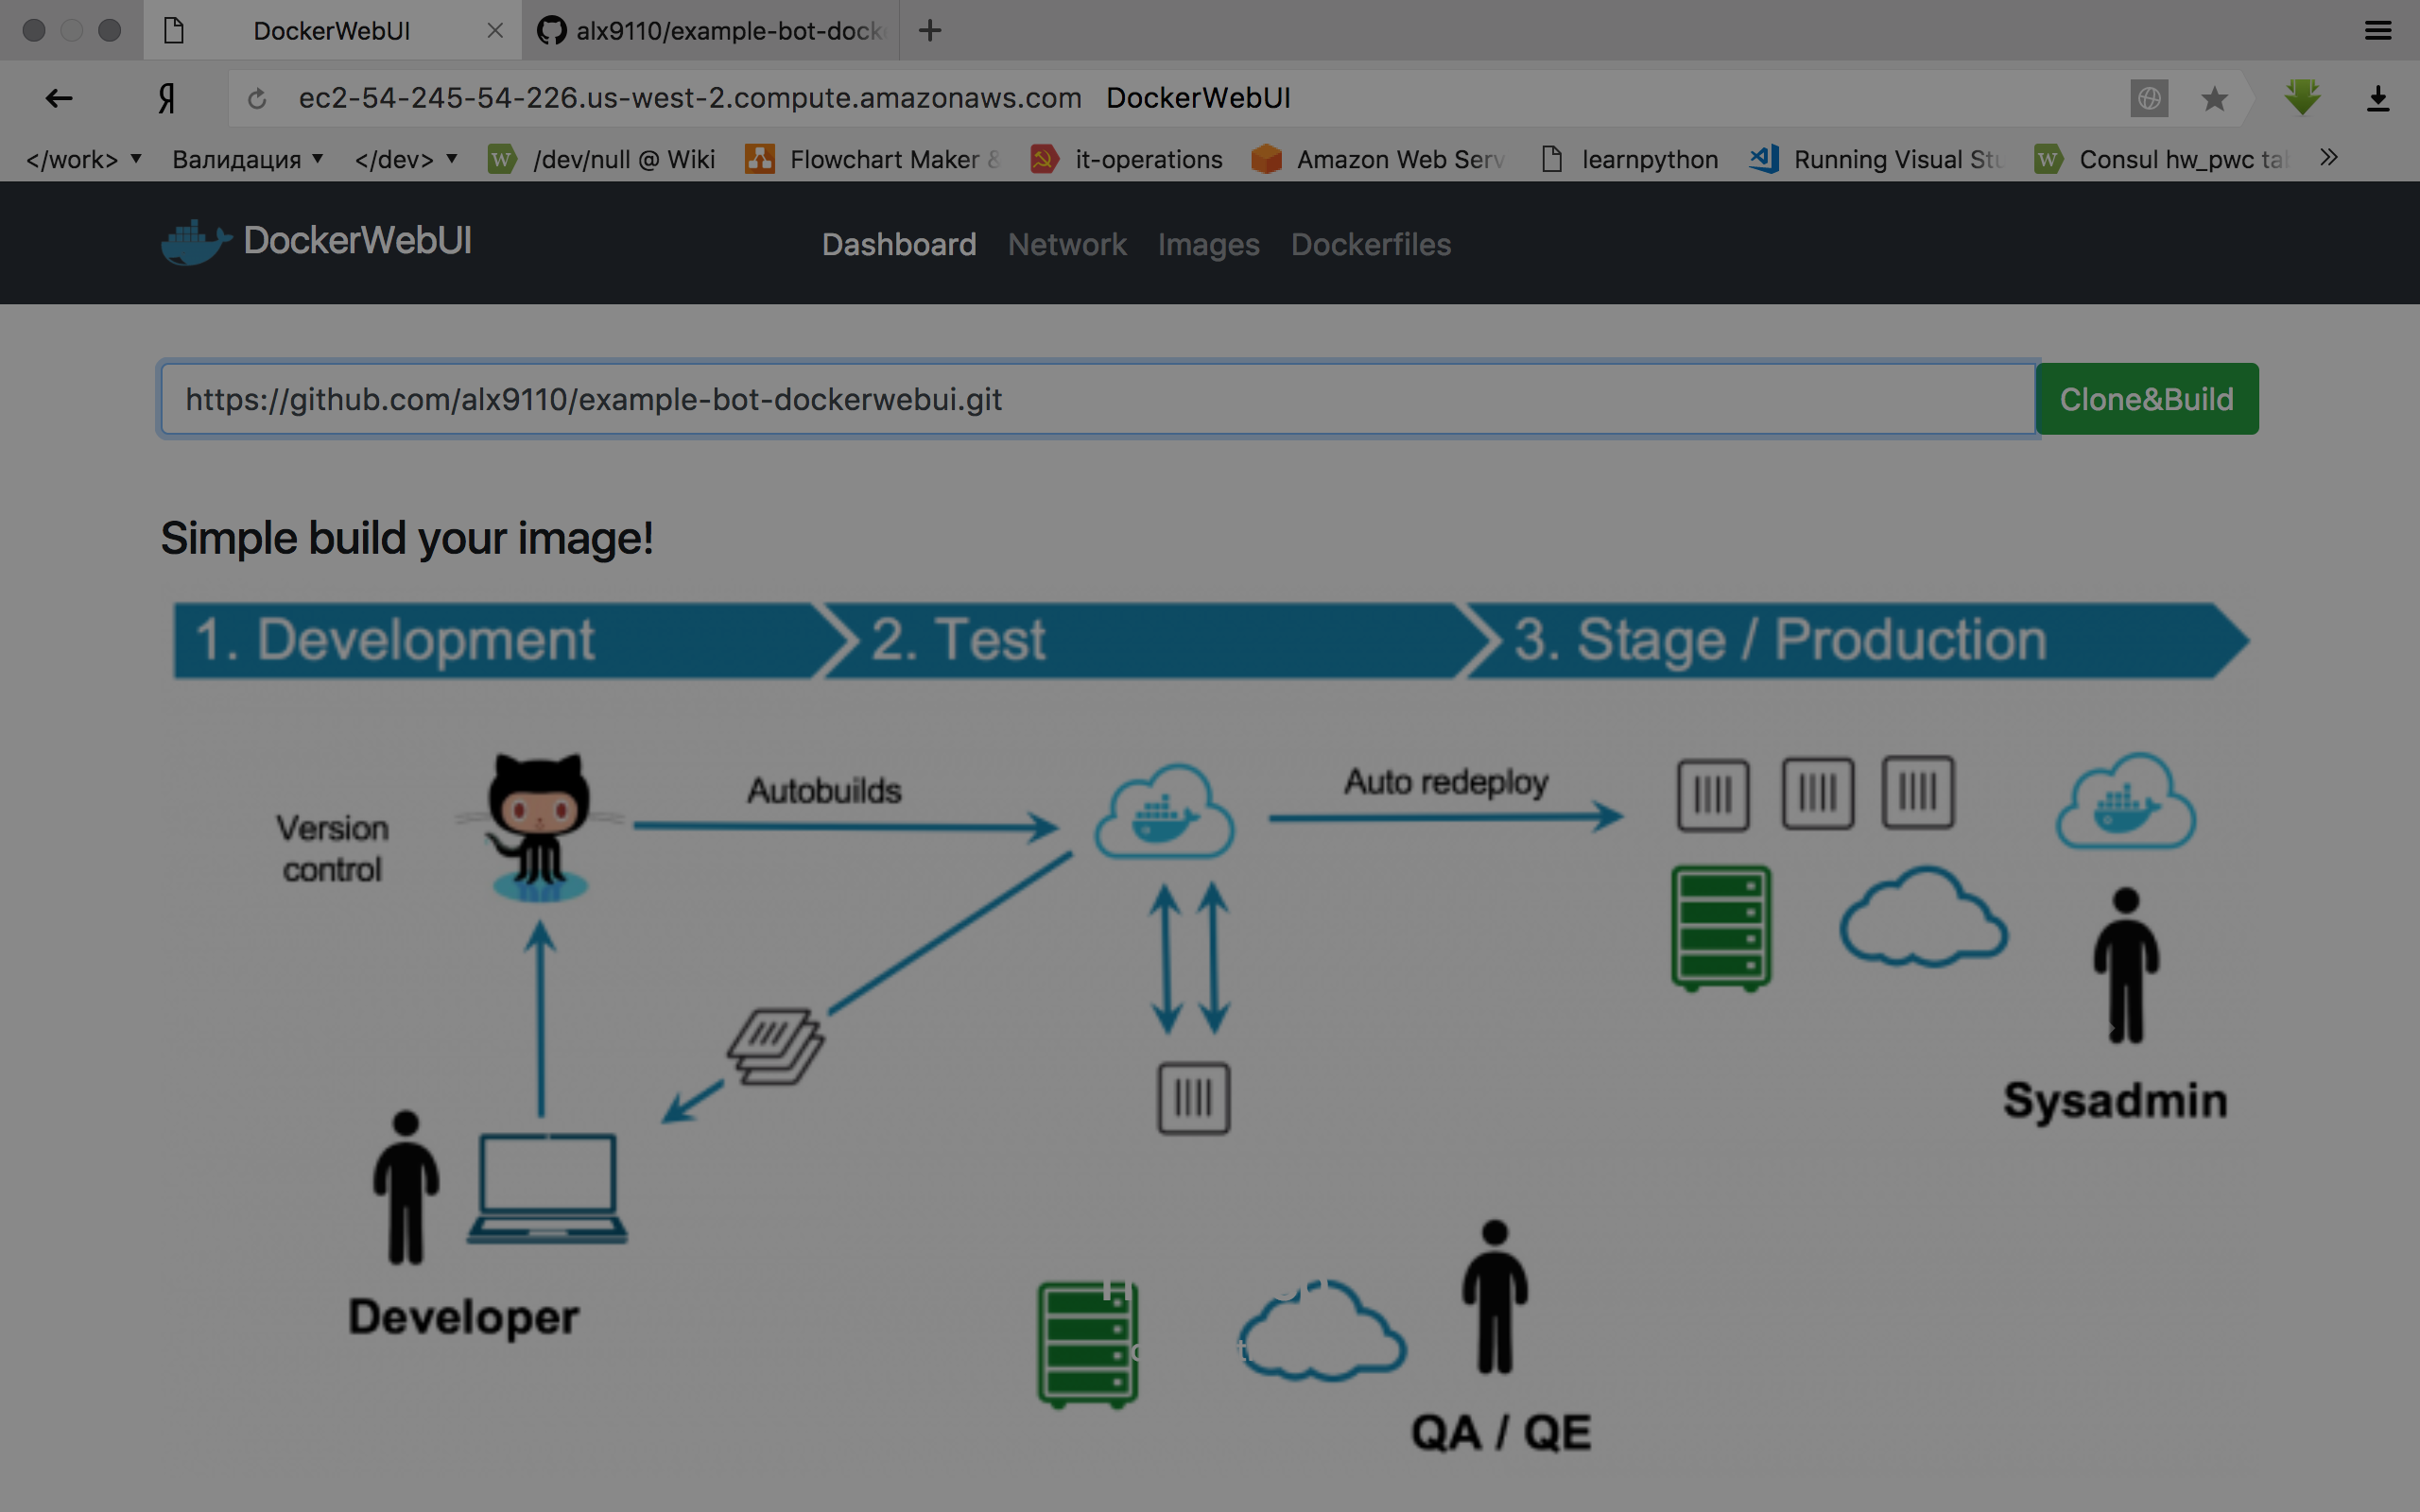 DockerWebUI
alx9110/example-bot-dock
Я
ec2-54-245-54-226.us-west-2.compute.amazonaws.com DockerWebUI
</work> Валидация </dev> W /dev/null @ Wiki Flowchart Maker & it-operations Amazon Web Serv learnpython Running Visual Stu W Consul hw_pwc tab
DockerWebUI
Dashboard Network Images Dockerfiles
https://github.com/alx9110/example-bot-dockerwebui.git
Clone&Build
Simple build your image!
1. Development
2. Test
3. Stage / Production
Version
control
Autobuilds
Auto redeploy
Sysadmin
Developer
QA / QE